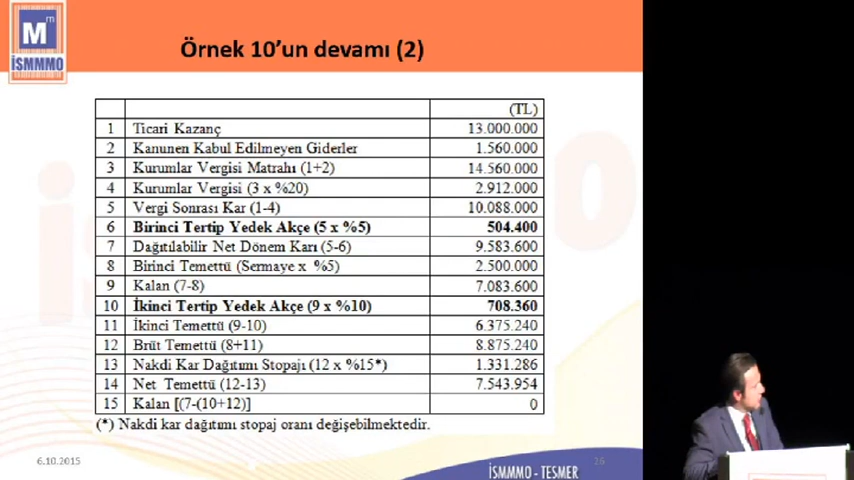 Mm
İSMMMO
Örnek 10’un devamı (2)
(TL)
1 Ticari Kazanç 13.000.000
2 Kanunen Kabul Edilmeyen Giderler 1.560.000
3 Kurumlar Vergisi Matrahı (1+2) 14.560.000
4 Kurumlar Vergisi (3 x %20) 2.912.000
5 Vergi Sonrası Kar (1-4) 10.088.000
6 Birinci Tertip Yedek Akçe (5 x %5) 504.400
7 Dağıtılabilir Net Dönem Karı (5-6) 9.583.600
8 Birinci Temettü (Sermaye x %5) 2.500.000
9 Kalan (7-8) 7.083.600
10 İkinci Tertip Yedek Akçe (9 x %10) 708.360
11 İkinci Temettü (9-10) 6.375.240
12 Brüt Temettü (8+11) 8.875.240
13 Nakdi Kar Dağıtımı Stopajı (12 x %15*) 1.331.286
14 Net Temettü (12-13) 7.543.954
15 Kalan [(7-(10+12)] 0
(*) Nakdi kar dağıtımı stopaj oranı değişebilmektedir.
6.10.2015
İSMMMO - TESMER
26